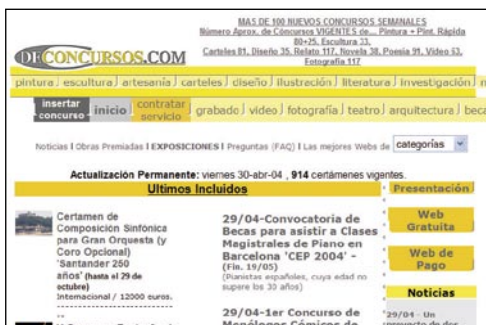 MAS DE 100 NUEVOS CONCURSOS SEMANALES
Número Aprox. de Concursos VIGENTES de... Pintura + Pint. Rápida
80+25, Escultura 33,
Carteles 81, Diseño 35, Relato 117, Novela 38, Poesía 91, Video 53,
Fotografía 117
DECONCURSOS.COM
pintura escultura artesanía carteles diseño ilustración literatura investigación
insertar concurso inicio contratar servicio grabado video fotografía teatro arquitectura beca
Noticias I Obras Premiadas I EXPOSICIONES I Preguntas (FAQ) I Las mejores Webs de categorías
Actualización Permanente: viernes 30-abr-04 , 914 certámenes vigentes.
Ultimos Incluidos
Certamen de
Composición Sinfónica
para Gran Orquesta (y
Coro Opcional)
'Santander 250
años' (hasta el 29 de
octubre)
Internacional / 12000 euros.
29/04-Convocatoria de
Becas para asistir a Clases
Magistrales de Piano en
Barcelona 'CEP 2004' -
(Fin. 19/05)
(Pianistas españoles, cuya edad no
supere los 30 años)
29/04-1er Concurso de
Monólogos Cómicos de
Presentación
Web
Gratuita
Web de
Pago
Noticias
29/04 - Un